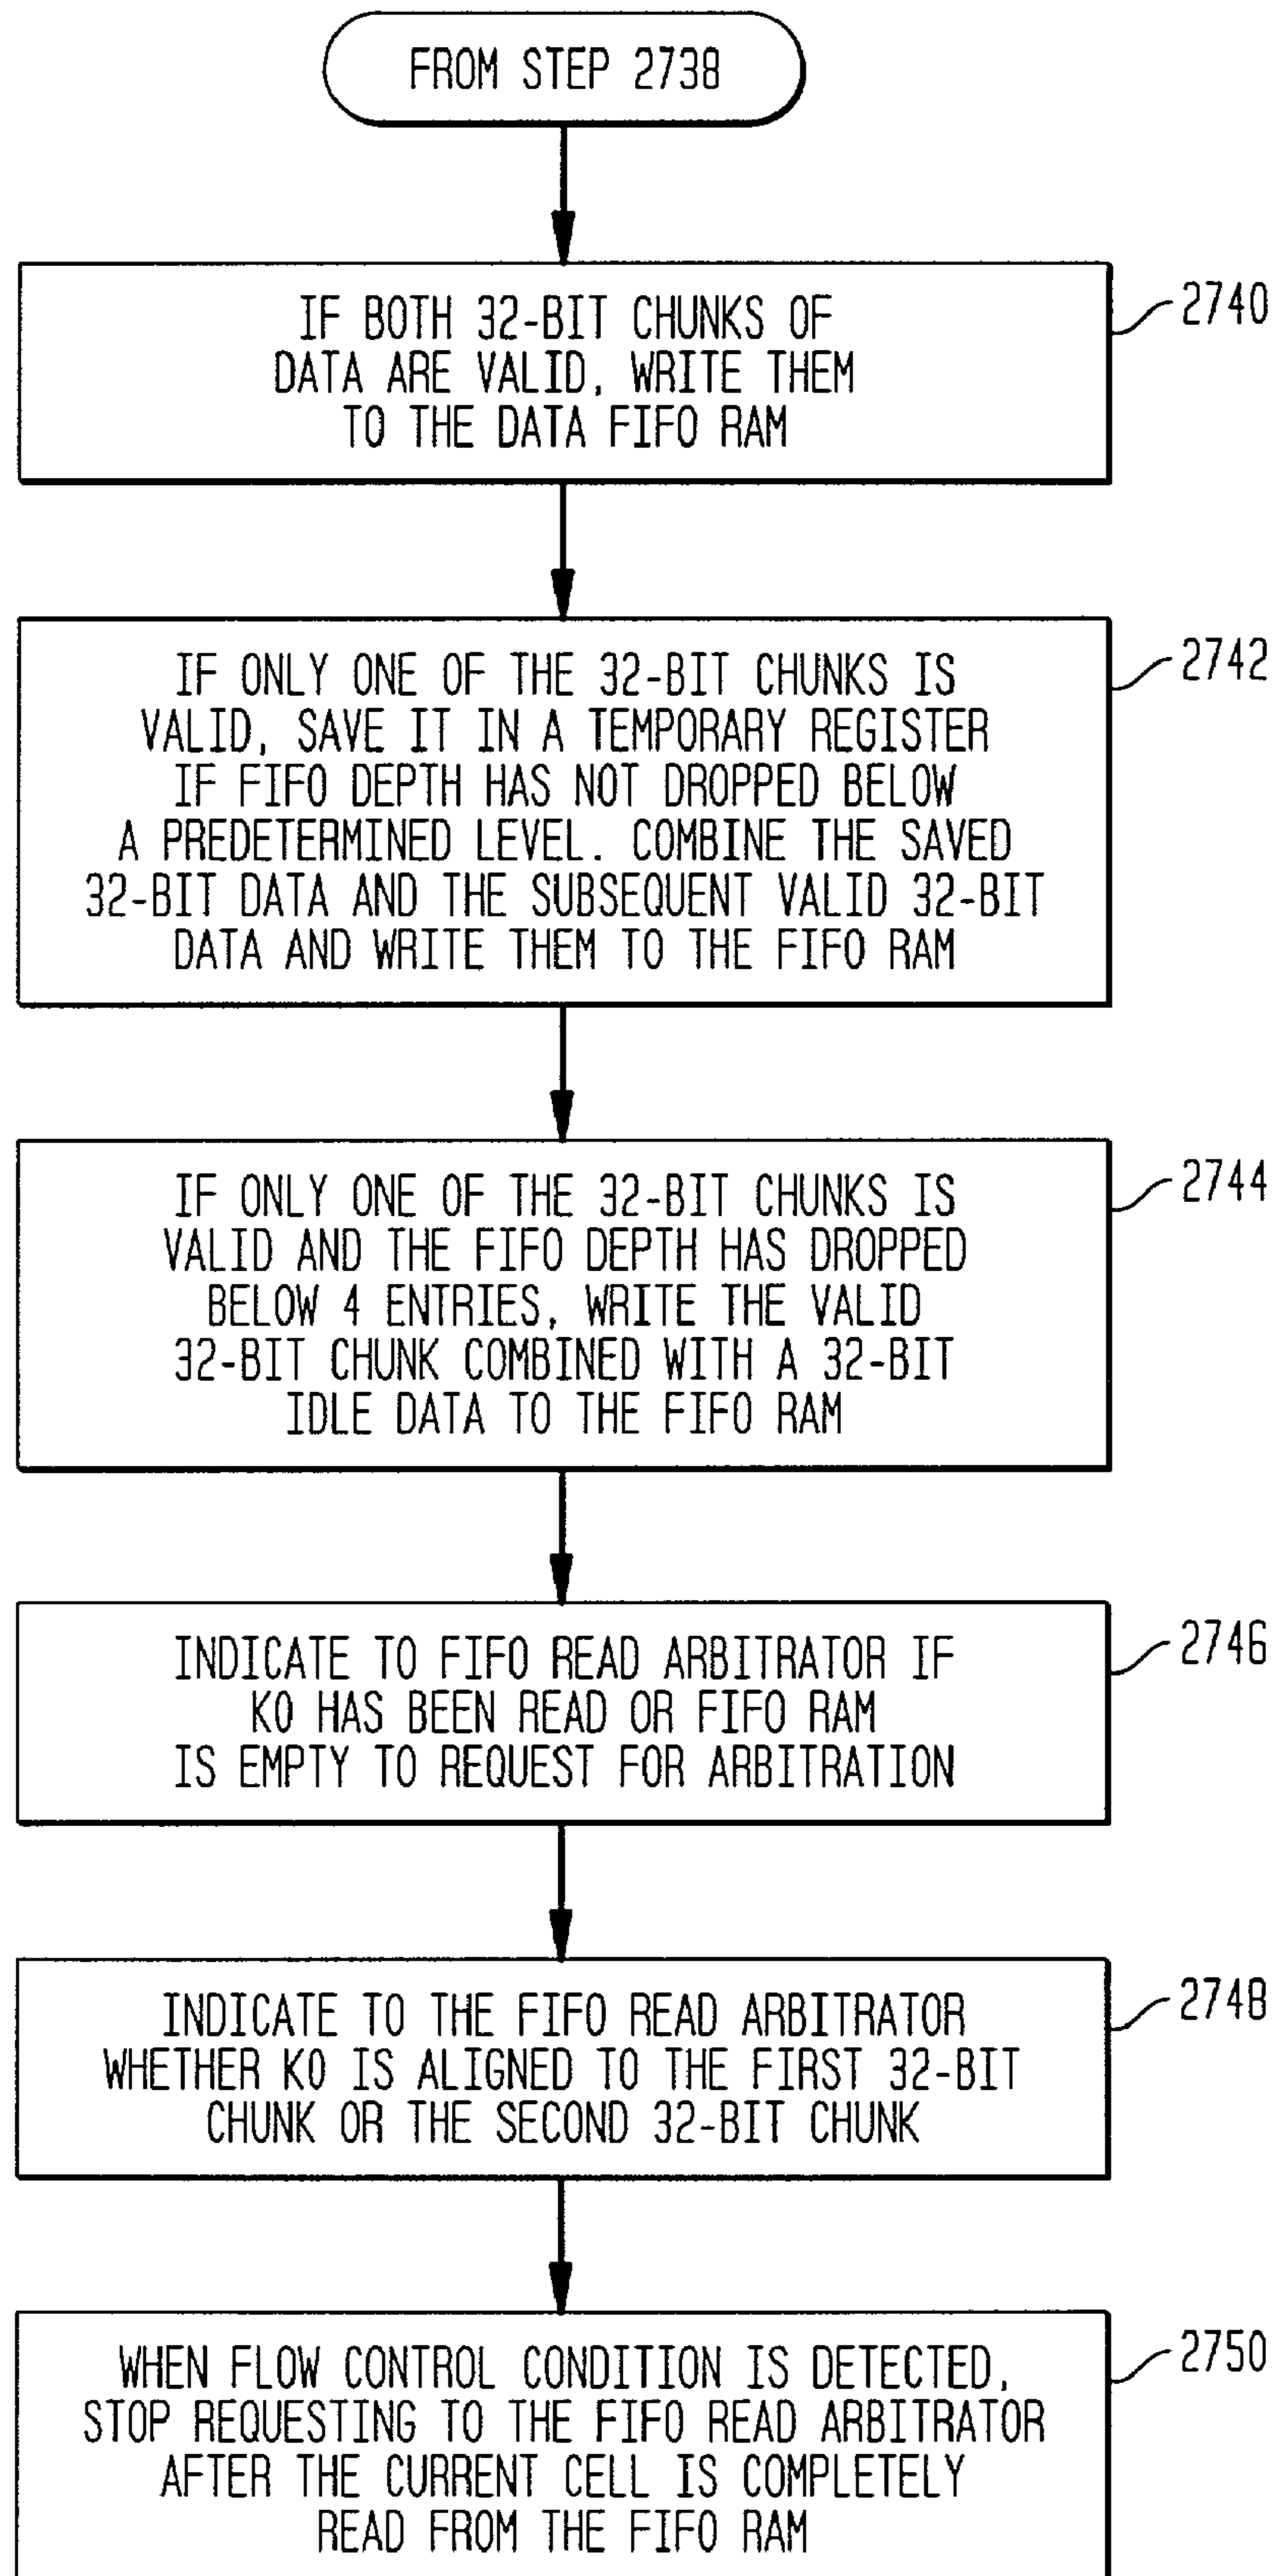 FROM STEP 2738
IF BOTH 32-BIT CHUNKS OF
DATA ARE VALID, WRITE THEM
TO THE DATA FIFO RAM
2740
IF ONLY ONE OF THE 32-BIT CHUNKS IS
VALID, SAVE IT IN A TEMPORARY REGISTER
IF FIFO DEPTH HAS NOT DROPPED BELOW
A PREDETERMINED LEVEL. COMBINE THE SAVED
32-BIT DATA AND THE SUBSEQUENT VALID 32-BIT
DATA AND WRITE THEM TO THE FIFO RAM
2742
IF ONLY ONE OF THE 32-BIT CHUNKS IS
VALID AND THE FIFO DEPTH HAS DROPPED
BELOW 4 ENTRIES, WRITE THE VALID
32-BIT CHUNK COMBINED WITH A 32-BIT
IDLE DATA TO THE FIFO RAM
2744
INDICATE TO FIFO READ ARBITRATOR IF
K0 HAS BEEN READ OR FIFO RAM
IS EMPTY TO REQUEST FOR ARBITRATION
2746
INDICATE TO THE FIFO READ ARBITRATOR
WHETHER K0 IS ALIGNED TO THE FIRST 32-BIT
CHUNK OR THE SECOND 32-BIT CHUNK
2748
WHEN FLOW CONTROL CONDITION IS DETECTED,
STOP REQUESTING TO THE FIFO READ ARBITRATOR
AFTER THE CURRENT CELL IS COMPLETELY
READ FROM THE FIFO RAM
2750